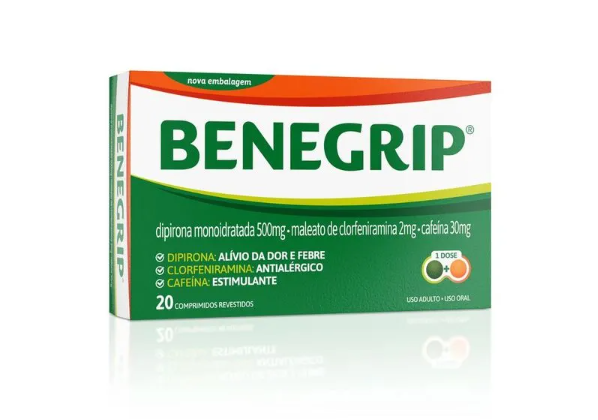 nova embalagem
BENEGRIP®
BENEGRIP
dipirona monoidratada 500mg • maleato de clorfeniramina 2mg • cafeína 30mg
DIPIRONA: ALÍVIO DA DOR E FEBRE
CLORFENIRAMINA: ANTIALÉRGICO
CAFEÍNA: ESTIMULANTE
1 DOSE
+
20 COMPRIMIDOS REVESTIDOS
USO ADULTO • USO ORAL